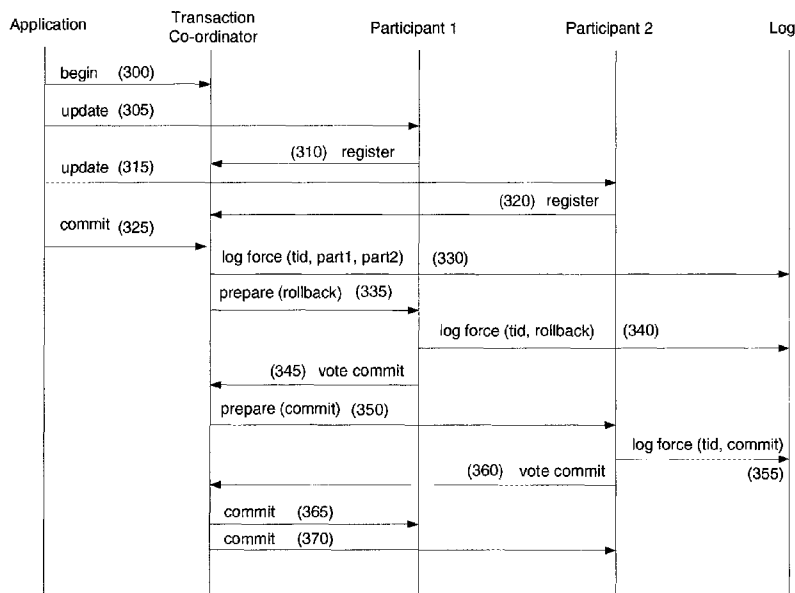 Application
Transaction
Co-ordinator
Participant 1
Participant 2
Log
begin (300)
update (305)
(310) register
update (315)
(320) register
commit (325)
log force (tid, part1, part2) (330)
prepare (rollback) (335)
log force (tid, rollback) (340)
(345) vote commit
prepare (commit) (350)
log force (tid, commit)
(355)
(360) vote commit
commit (365)
commit (370)